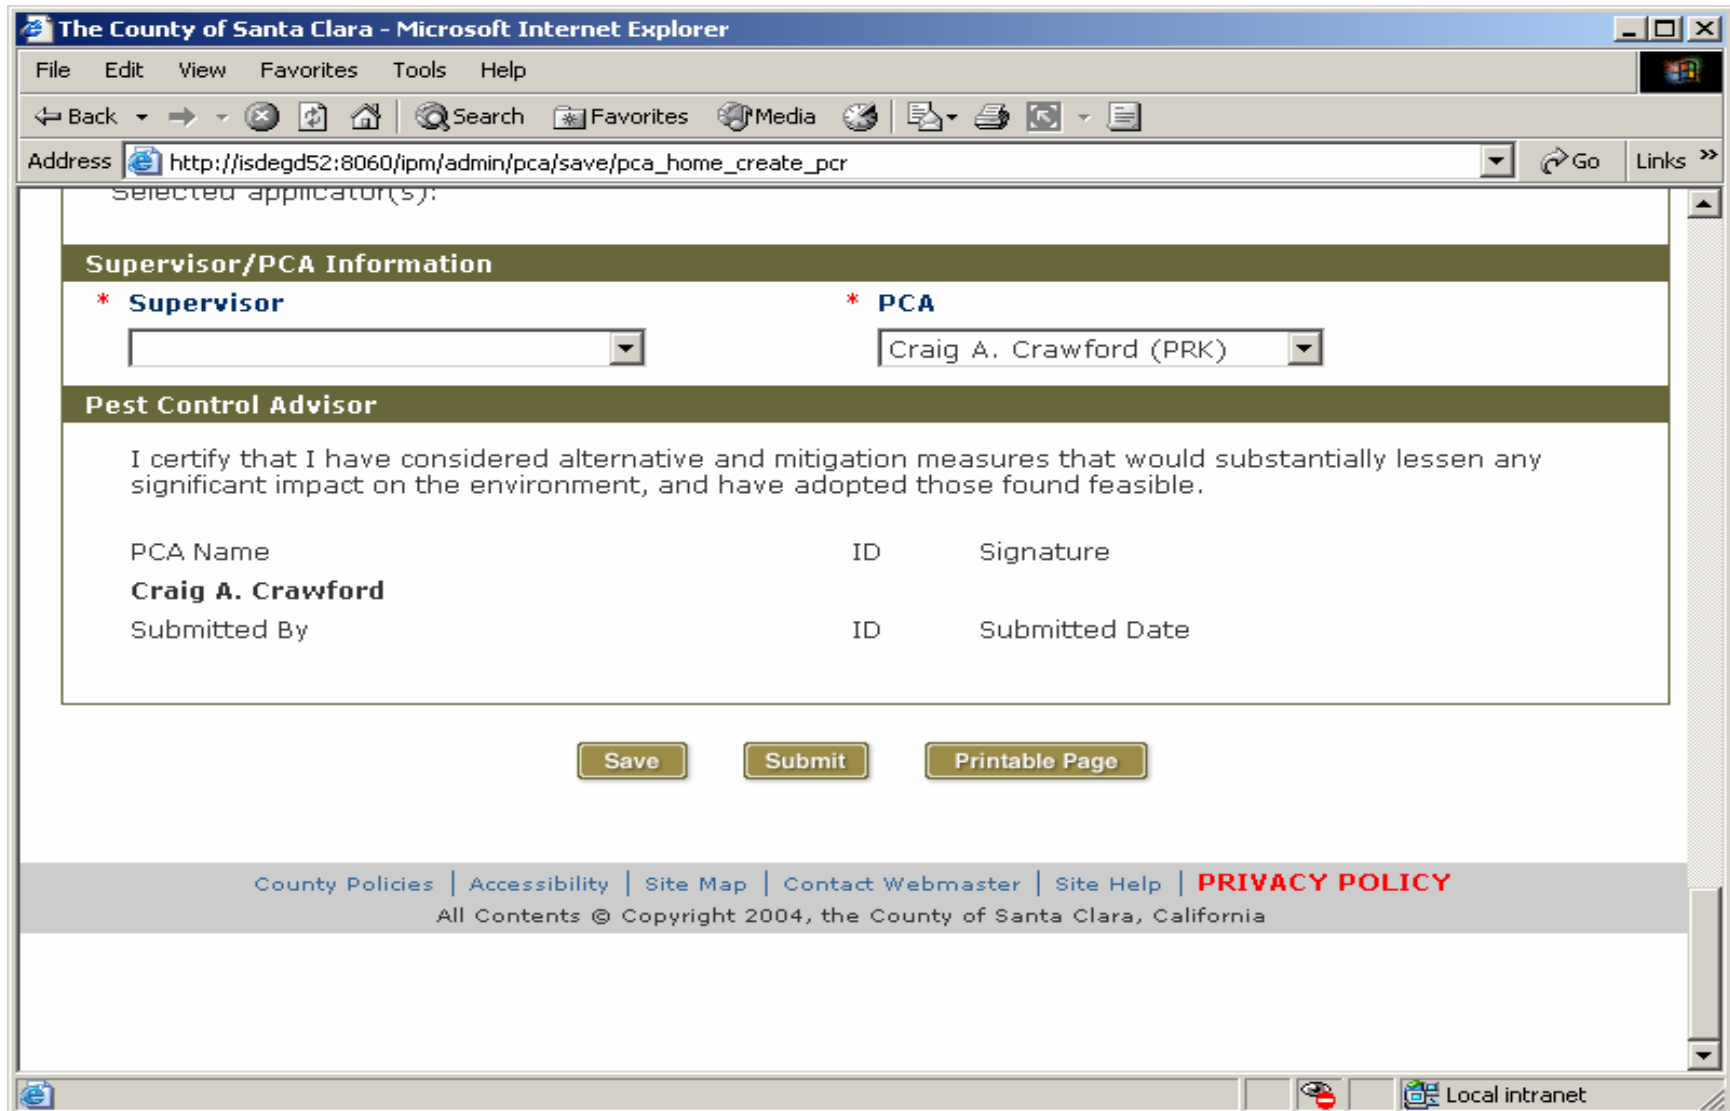 The County of Santa Clara - Microsoft Internet Explorer
File Edit View Favorites Tools Help
Back Search Favorites Media
Address http://isdegd52:8060/ipm/admin/pca/save/pca_home_create_pcr Go Links »
Selected applicator(s):
Supervisor/PCA Information
* Supervisor * PCA
Craig A. Crawford (PRK)
Pest Control Advisor
I certify that I have considered alternative and mitigation measures that would substantially lessen any
significant impact on the environment, and have adopted those found feasible.
PCA Name ID Signature
Craig A. Crawford
Submitted By ID Submitted Date
Save Submit Printable Page
County Policies | Accessibility | Site Map | Contact Webmaster | Site Help | PRIVACY POLICY
All Contents © Copyright 2004, the County of Santa Clara, California
Local intranet